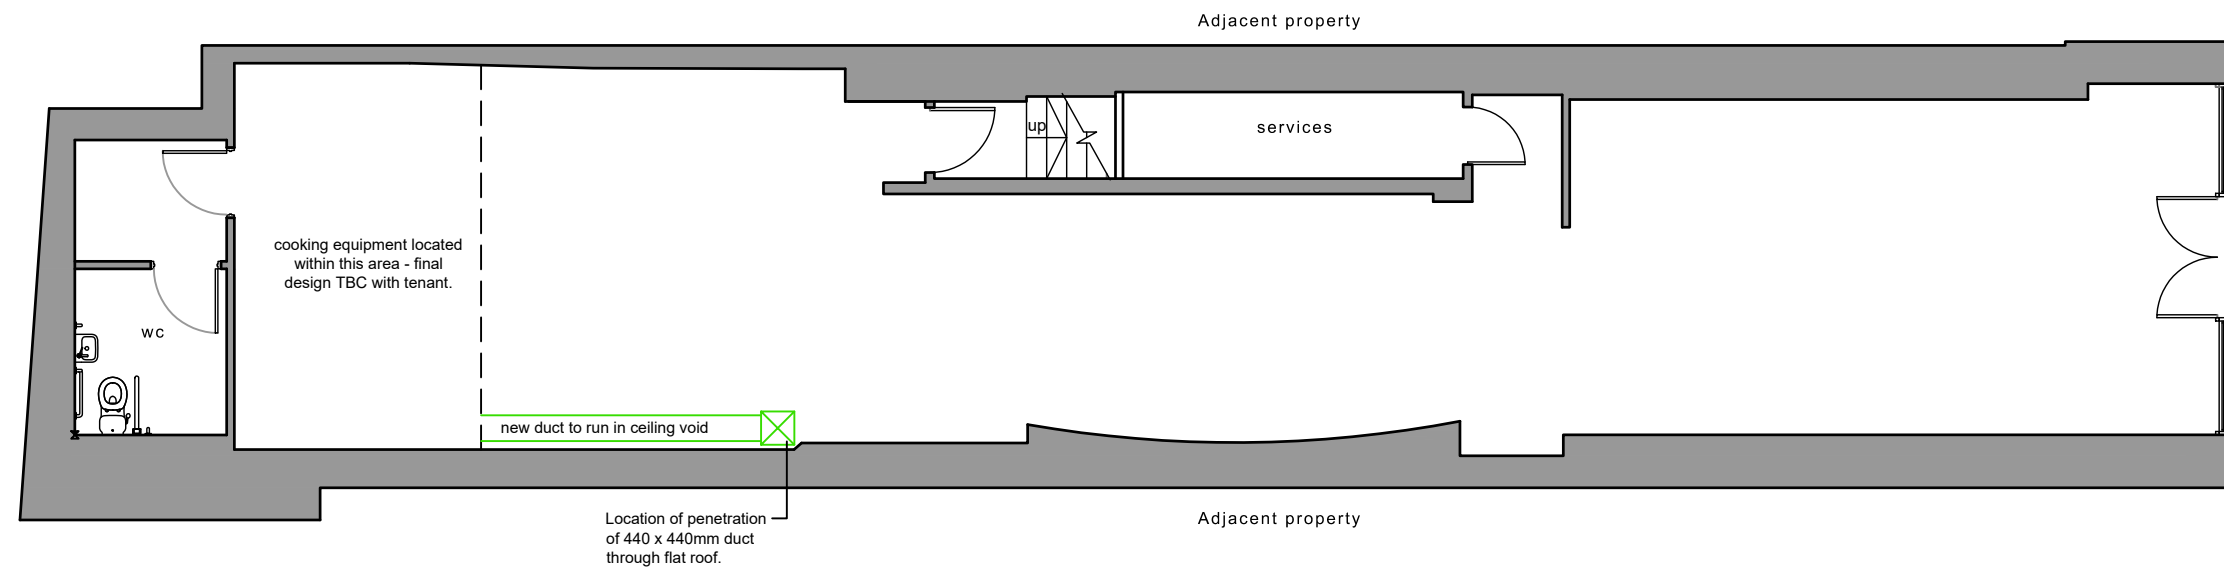 Adjacent property
up
services
cooking equipment located
within this area - final
design TBC with tenant.
wc
new duct to run in ceiling void
Location of penetration
of 440 x 440mm duct
through flat roof.
Adjacent property